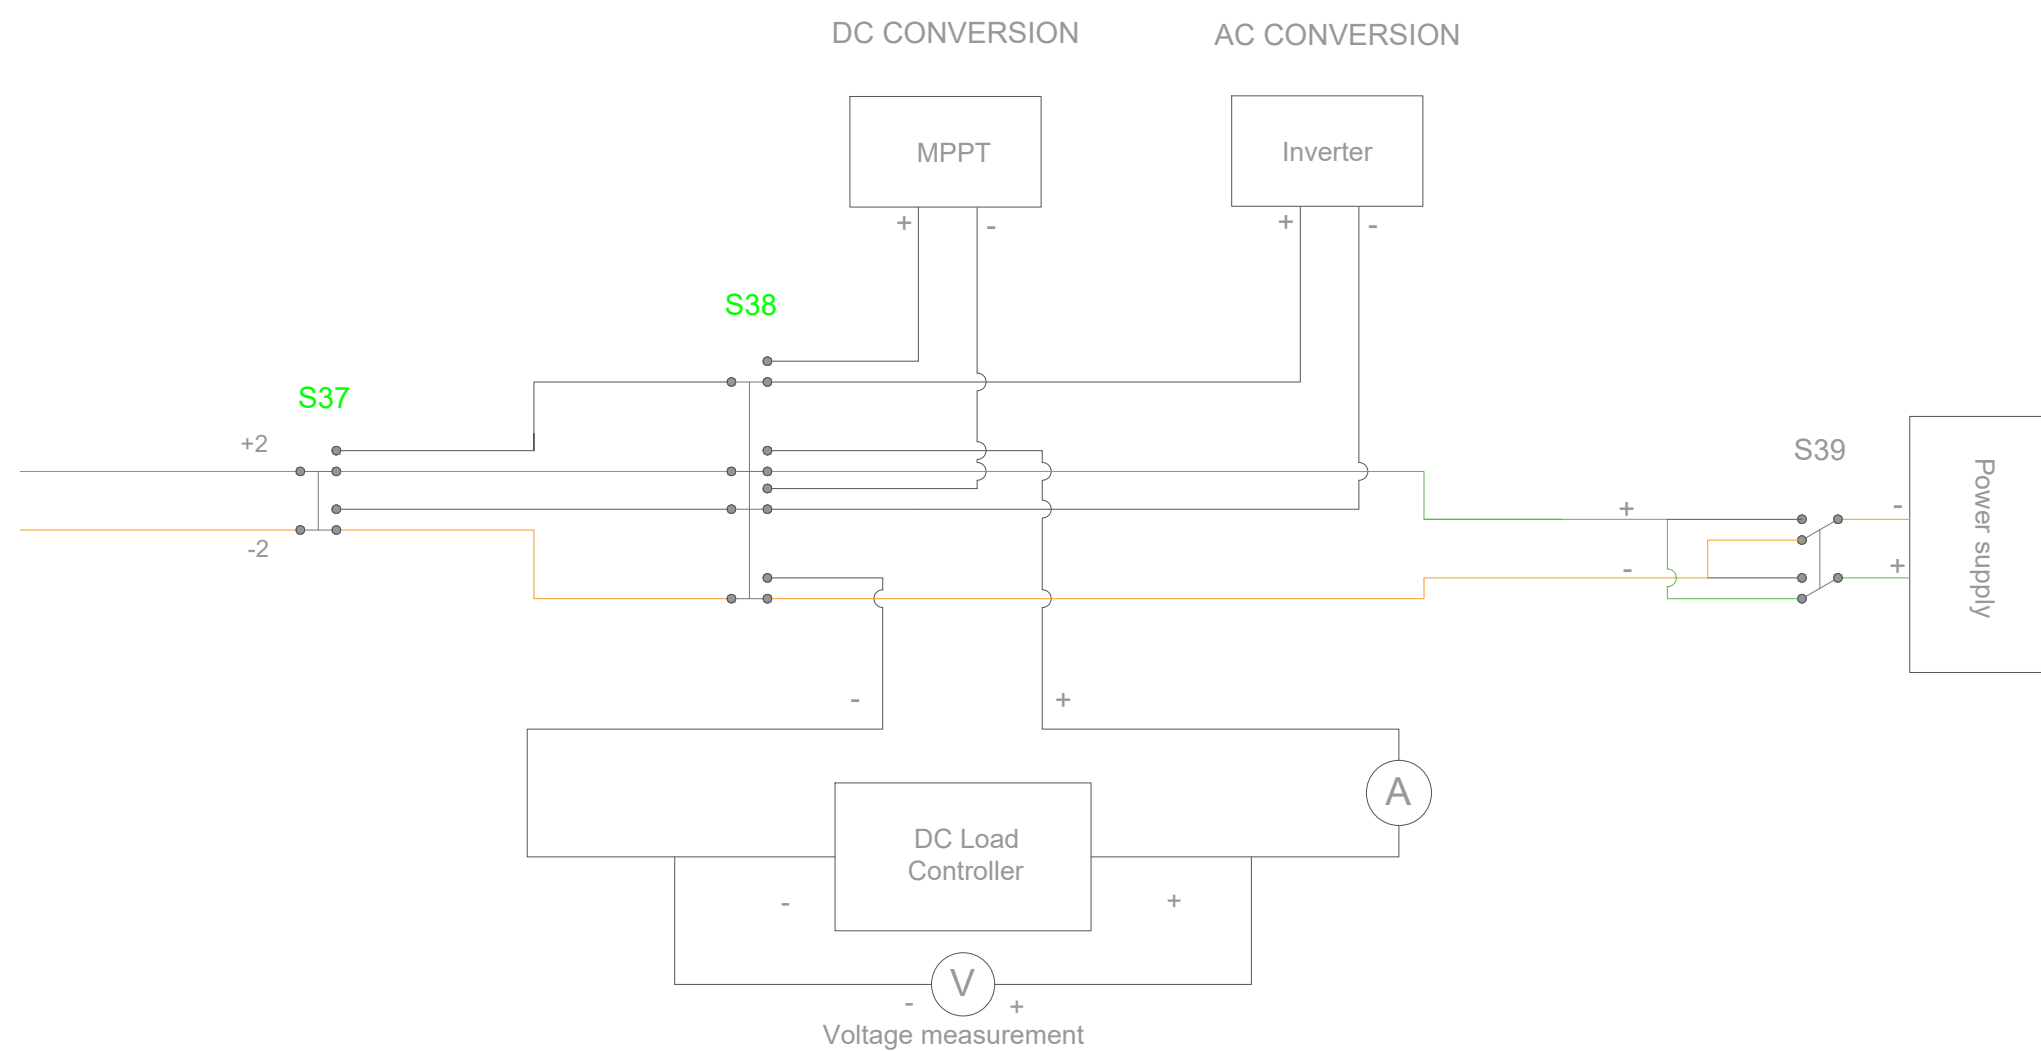 DC CONVERSION
AC CONVERSION
MPPT
Inverter
+
-
+
-
S38
S37
+2
-2
S39
Power supply
+
-
-
+
-
+
A
DC Load
Controller
-
+
V
-
+
Voltage measurement